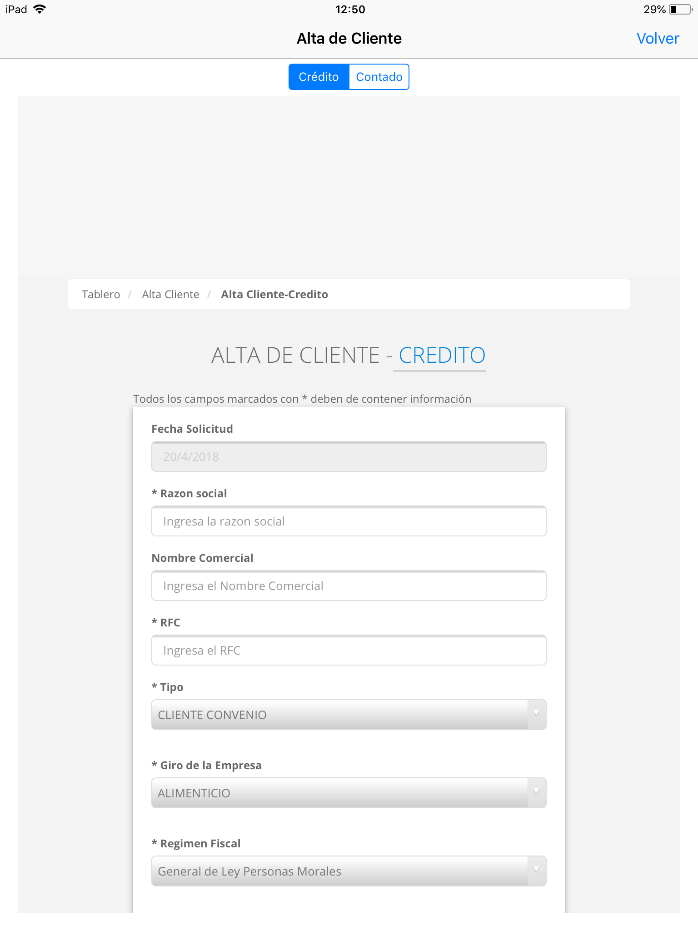 iPad 12:50 29%
Alta de Cliente Volver
Crédito Contado
Tablero / Alta Cliente / Alta Cliente-Credito
ALTA DE CLIENTE - CREDITO
Todos los campos marcados con * deben de contener información
Fecha Solicitud
20/4/2018
* Razon social
Ingresa la razon social
Nombre Comercial
Ingresa el Nombre Comercial
* RFC
Ingresa el RFC
* Tipo
CLIENTE CONVENIO
* Giro de la Empresa
ALIMENTICIO
* Regimen Fiscal
General de Ley Personas Morales